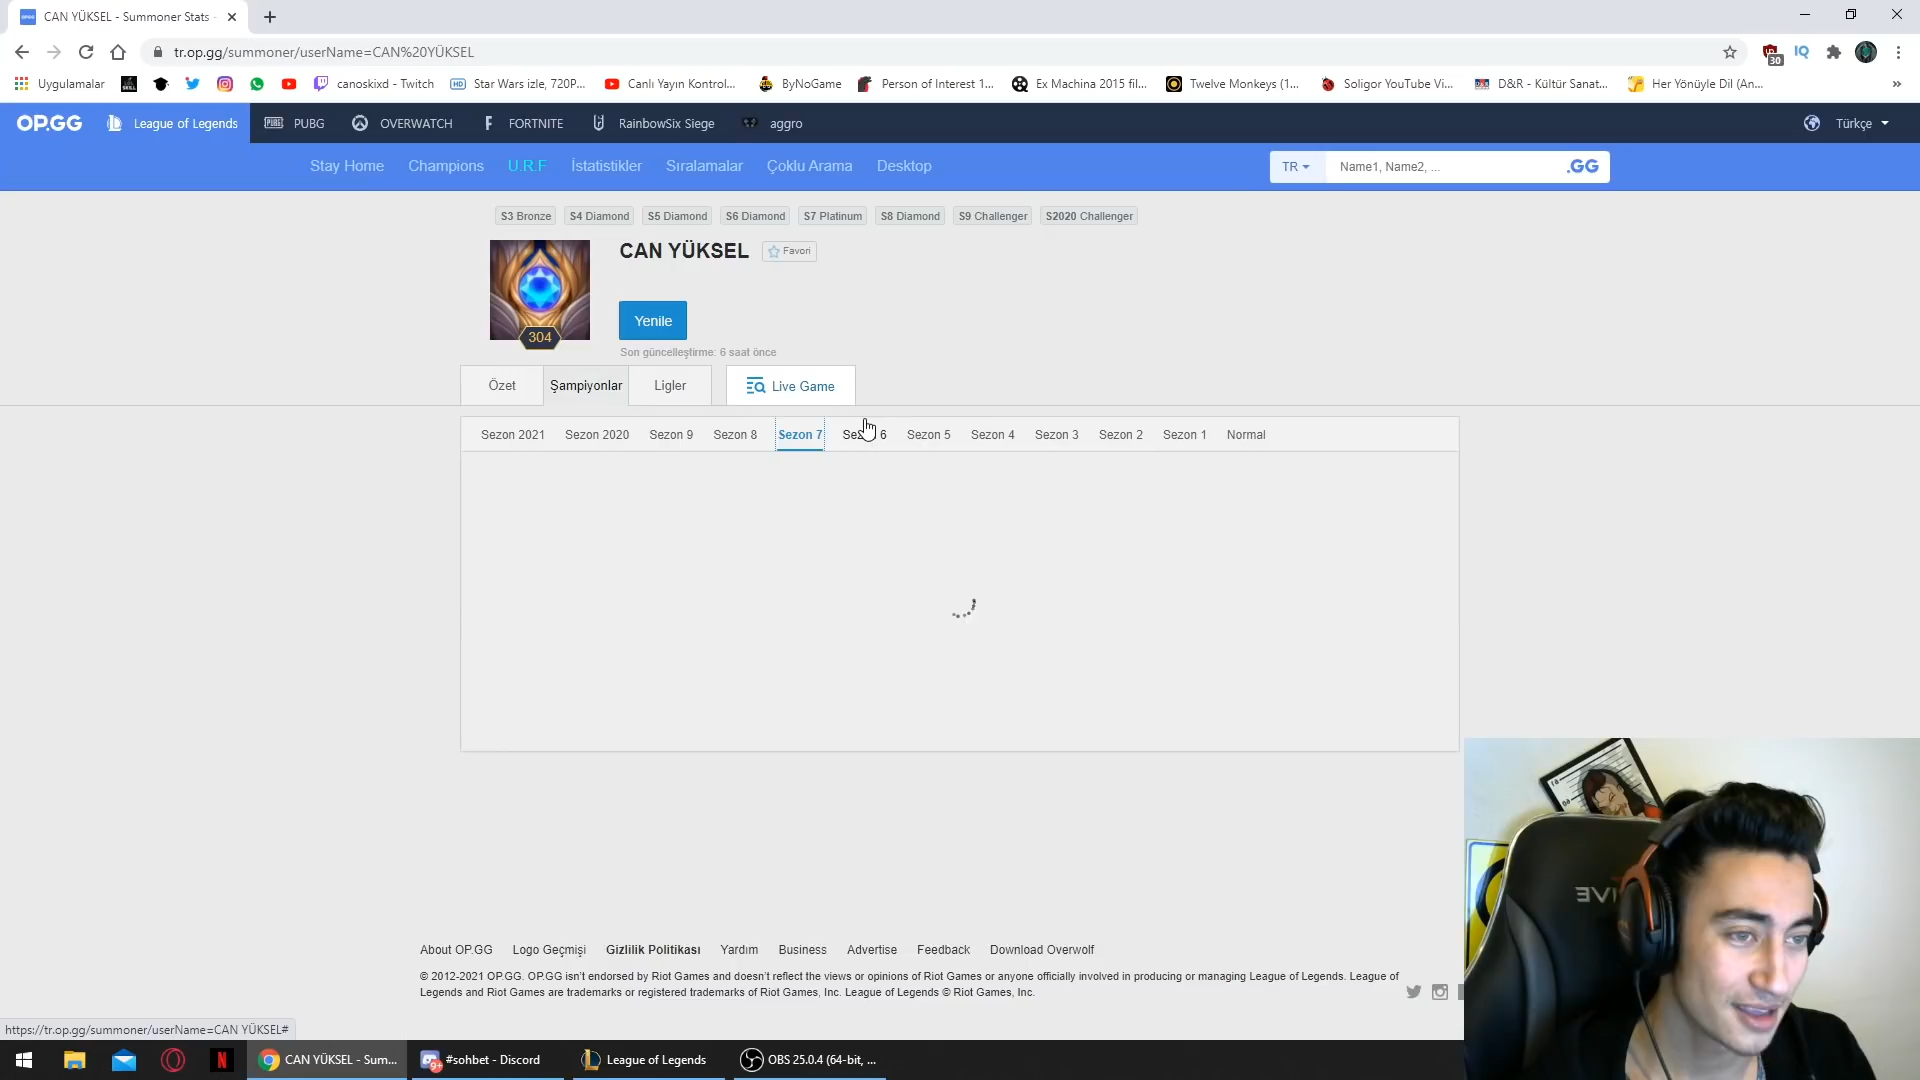 CAN YÜKSEL - Summoner Stats -
tr.op.gg/summoner/userName=CAN%20YÜKSEL
30
IQ
Uygulamalar
canoskixd - Twitch
HD
Star Wars izle, 720P...
Canlı Yayın Kontrol...
ByNoGame
Person of Interest 1...
Ex Machina 2015 fil...
Twelve Monkeys (1...
Soligor YouTube Vi...
D&R - Kültür Sanat...
Her Yönüyle Dil (An...
»
OP.GG
League of Legends
PUBG
OVERWATCH
FORTNITE
RainbowSix Siege
aggro
Türkçe
Stay Home
Champions
U.R.F
İstatistikler
Sıralamalar
Çoklu Arama
Desktop
TR
Name1, Name2, ...
.GG
S3 Bronze
S4 Diamond
S5 Diamond
S6 Diamond
S7 Platinum
S8 Diamond
S9 Challenger
S2020 Challenger
CAN YÜKSEL
Favori
304
Yenile
Son güncelleştirme: 6 saat önce
Özet
Şampiyonlar
Ligler
Live Game
Sezon 2021
Sezon 2020
Sezon 9
Sezon 8
Sezon 7
Sezon 6
Sezon 5
Sezon 4
Sezon 3
Sezon 2
Sezon 1
Normal
About OP.GG
Logo Geçmişi
Gizlilik Politikası
Yardım
Business
Advertise
Feedback
Download Overwolf
© 2012-2021 OP.GG. OP.GG isn't endorsed by Riot Games and doesn't reflect the views or opinions of Riot Games or anyone officially involved in producing or managing League of Legends. League of
Legends and Riot Games are trademarks or registered trademarks of Riot Games, Inc. League of Legends © Riot Games, Inc.
https://tr.op.gg/summoner/userName=CAN YÜKSEL#
CAN YÜKSEL - Sum...
9+
#sohbet - Discord
League of Legends
OBS 25.0.4 (64-bit, ...